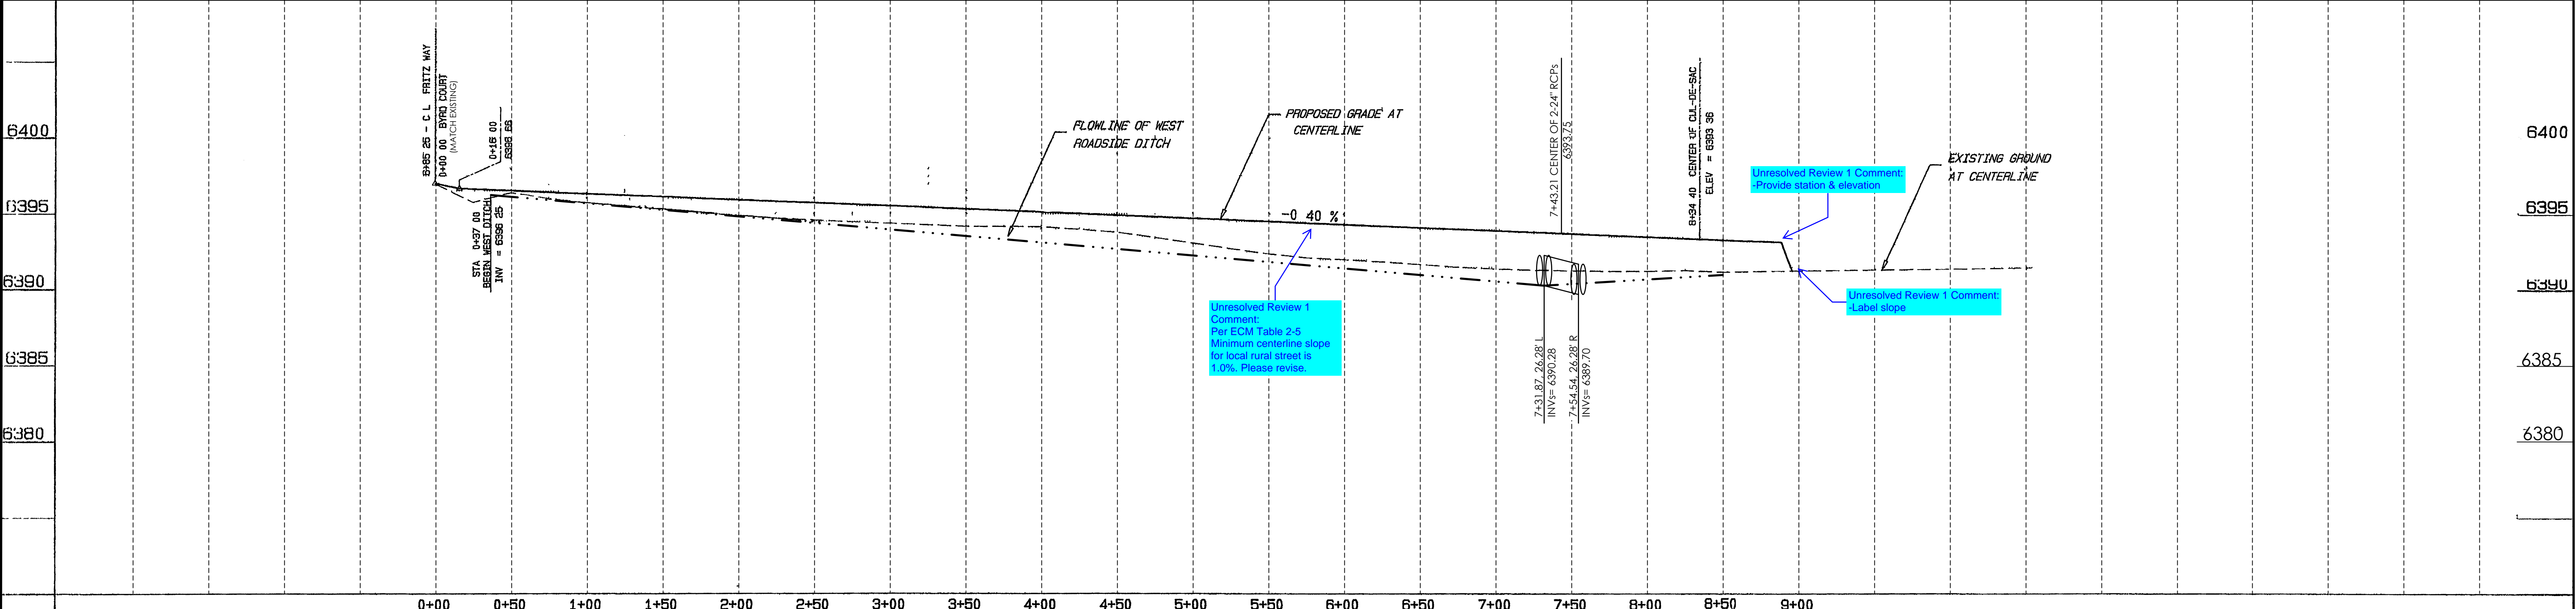 6400
6395
6390
6385
6380
C L FRITZ WAY
0+00 00 BYRD COURT
(MATCH EXISTING)
0+15 00
STA 0+37 00
BEGIN WEST DITCH
INV = 6396 25
FLOWLINE OF WEST
ROADSIDE DITCH
PROPOSED GRADE AT
CENTERLINE
-0 40 %
7+43.21 CENTER OF 2-24" RCPs
6393.75
8+34 40 CENTER OF CUL-DE-SAC
ELEV = 6393 36
Unresolved Review 1 Comment:
-Provide station & elevation
EXISTING GROUND
AT CENTERLINE
Unresolved Review 1
Comment:
Per ECM Table 2-5
Minimum centerline slope
for local rural street is
1.0%. Please revise.
7+31.87, 26.28' L
INVs= 6390.28
7+54.54, 26.28' R
INVs= 6389.70
Unresolved Review 1 Comment:
-Label slope
6400
6395
6390
6385
6380
0+00 0+50 1+00 1+50 2+00 2+50 3+00 3+50 4+00 4+50 5+00 5+50 6+00 6+50 7+00 7+50 8+00 8+50 9+00